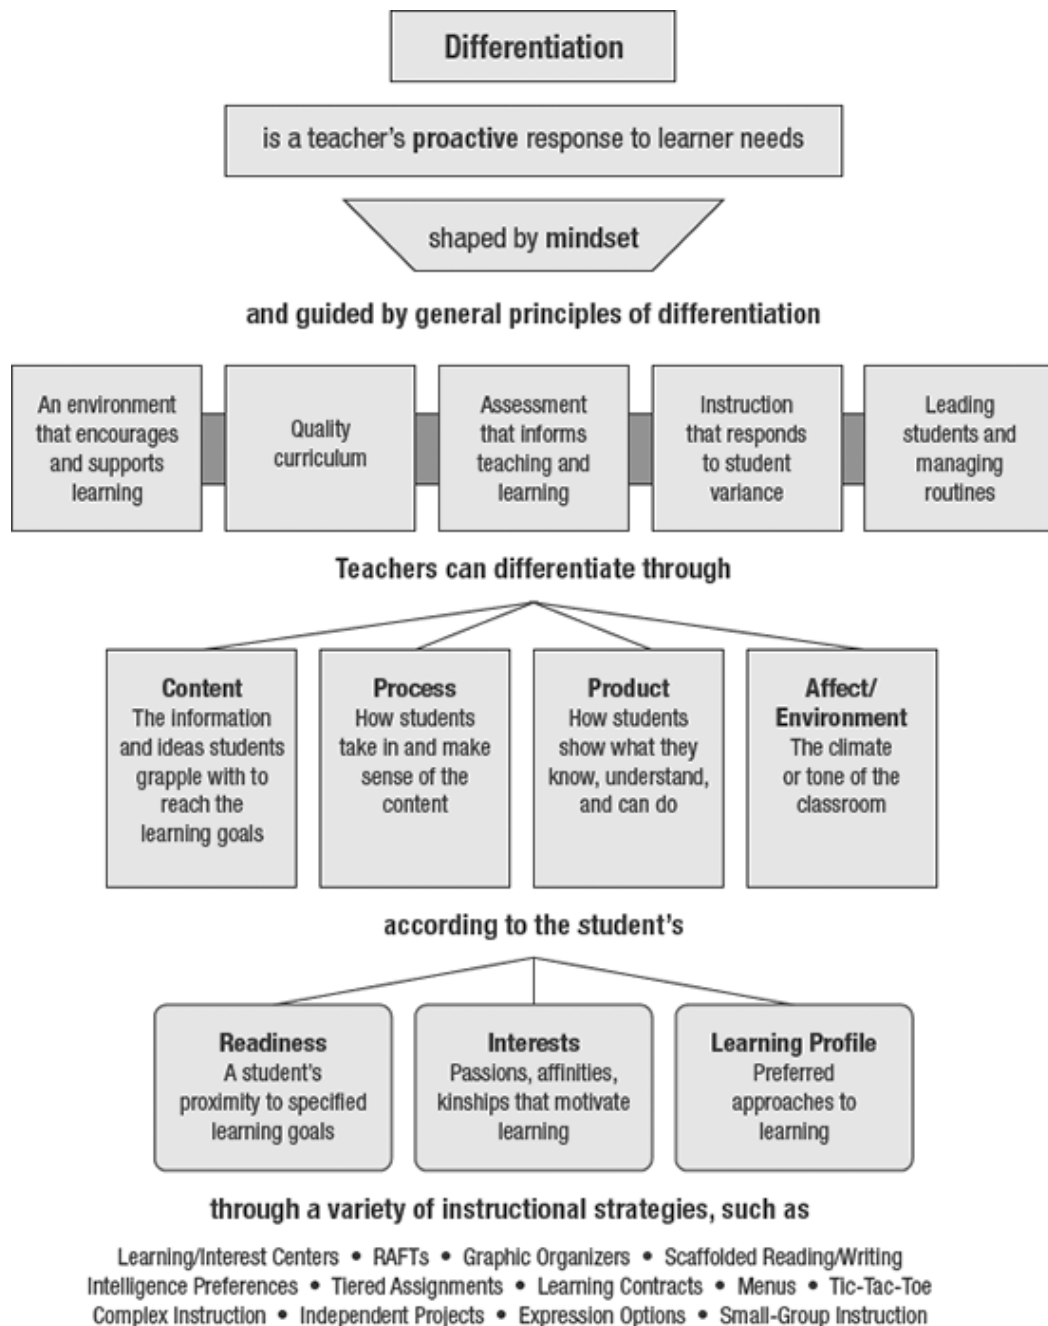 Differentiation
is a teacher's proactive response to learner needs
shaped by mindset
and guided by general principles of differentiation
An environment
that encourages
and supports
learning
Quality
curriculum
Assessment
that informs
teaching and
learning
Instruction
that responds
to student
variance
Leading
students and
managing
routines
Teachers can differentiate through
Content
The information
and ideas students
grapple with to
reach the
learning goals
Process
How students
take in and make
sense of the
content
Product
How students
show what they
know, understand,
and can do
Affect/
Environment
The climate
or tone of the
classroom
according to the student's
Readiness
A student's
proximity to specified
learning goals
Interests
Passions, affinities,
kinships that motivate
learning
Learning Profile
Preferred
approaches to
learning
through a variety of instructional strategies, such as
Learning/Interest Centers • RAFTs • Graphic Organizers • Scaffolded Reading/Writing
Intelligence Preferences • Tiered Assignments • Learning Contracts • Menus • Tic-Tac-Toe
Complex Instruction • Independent Projects • Expression Options • Small-Group Instruction